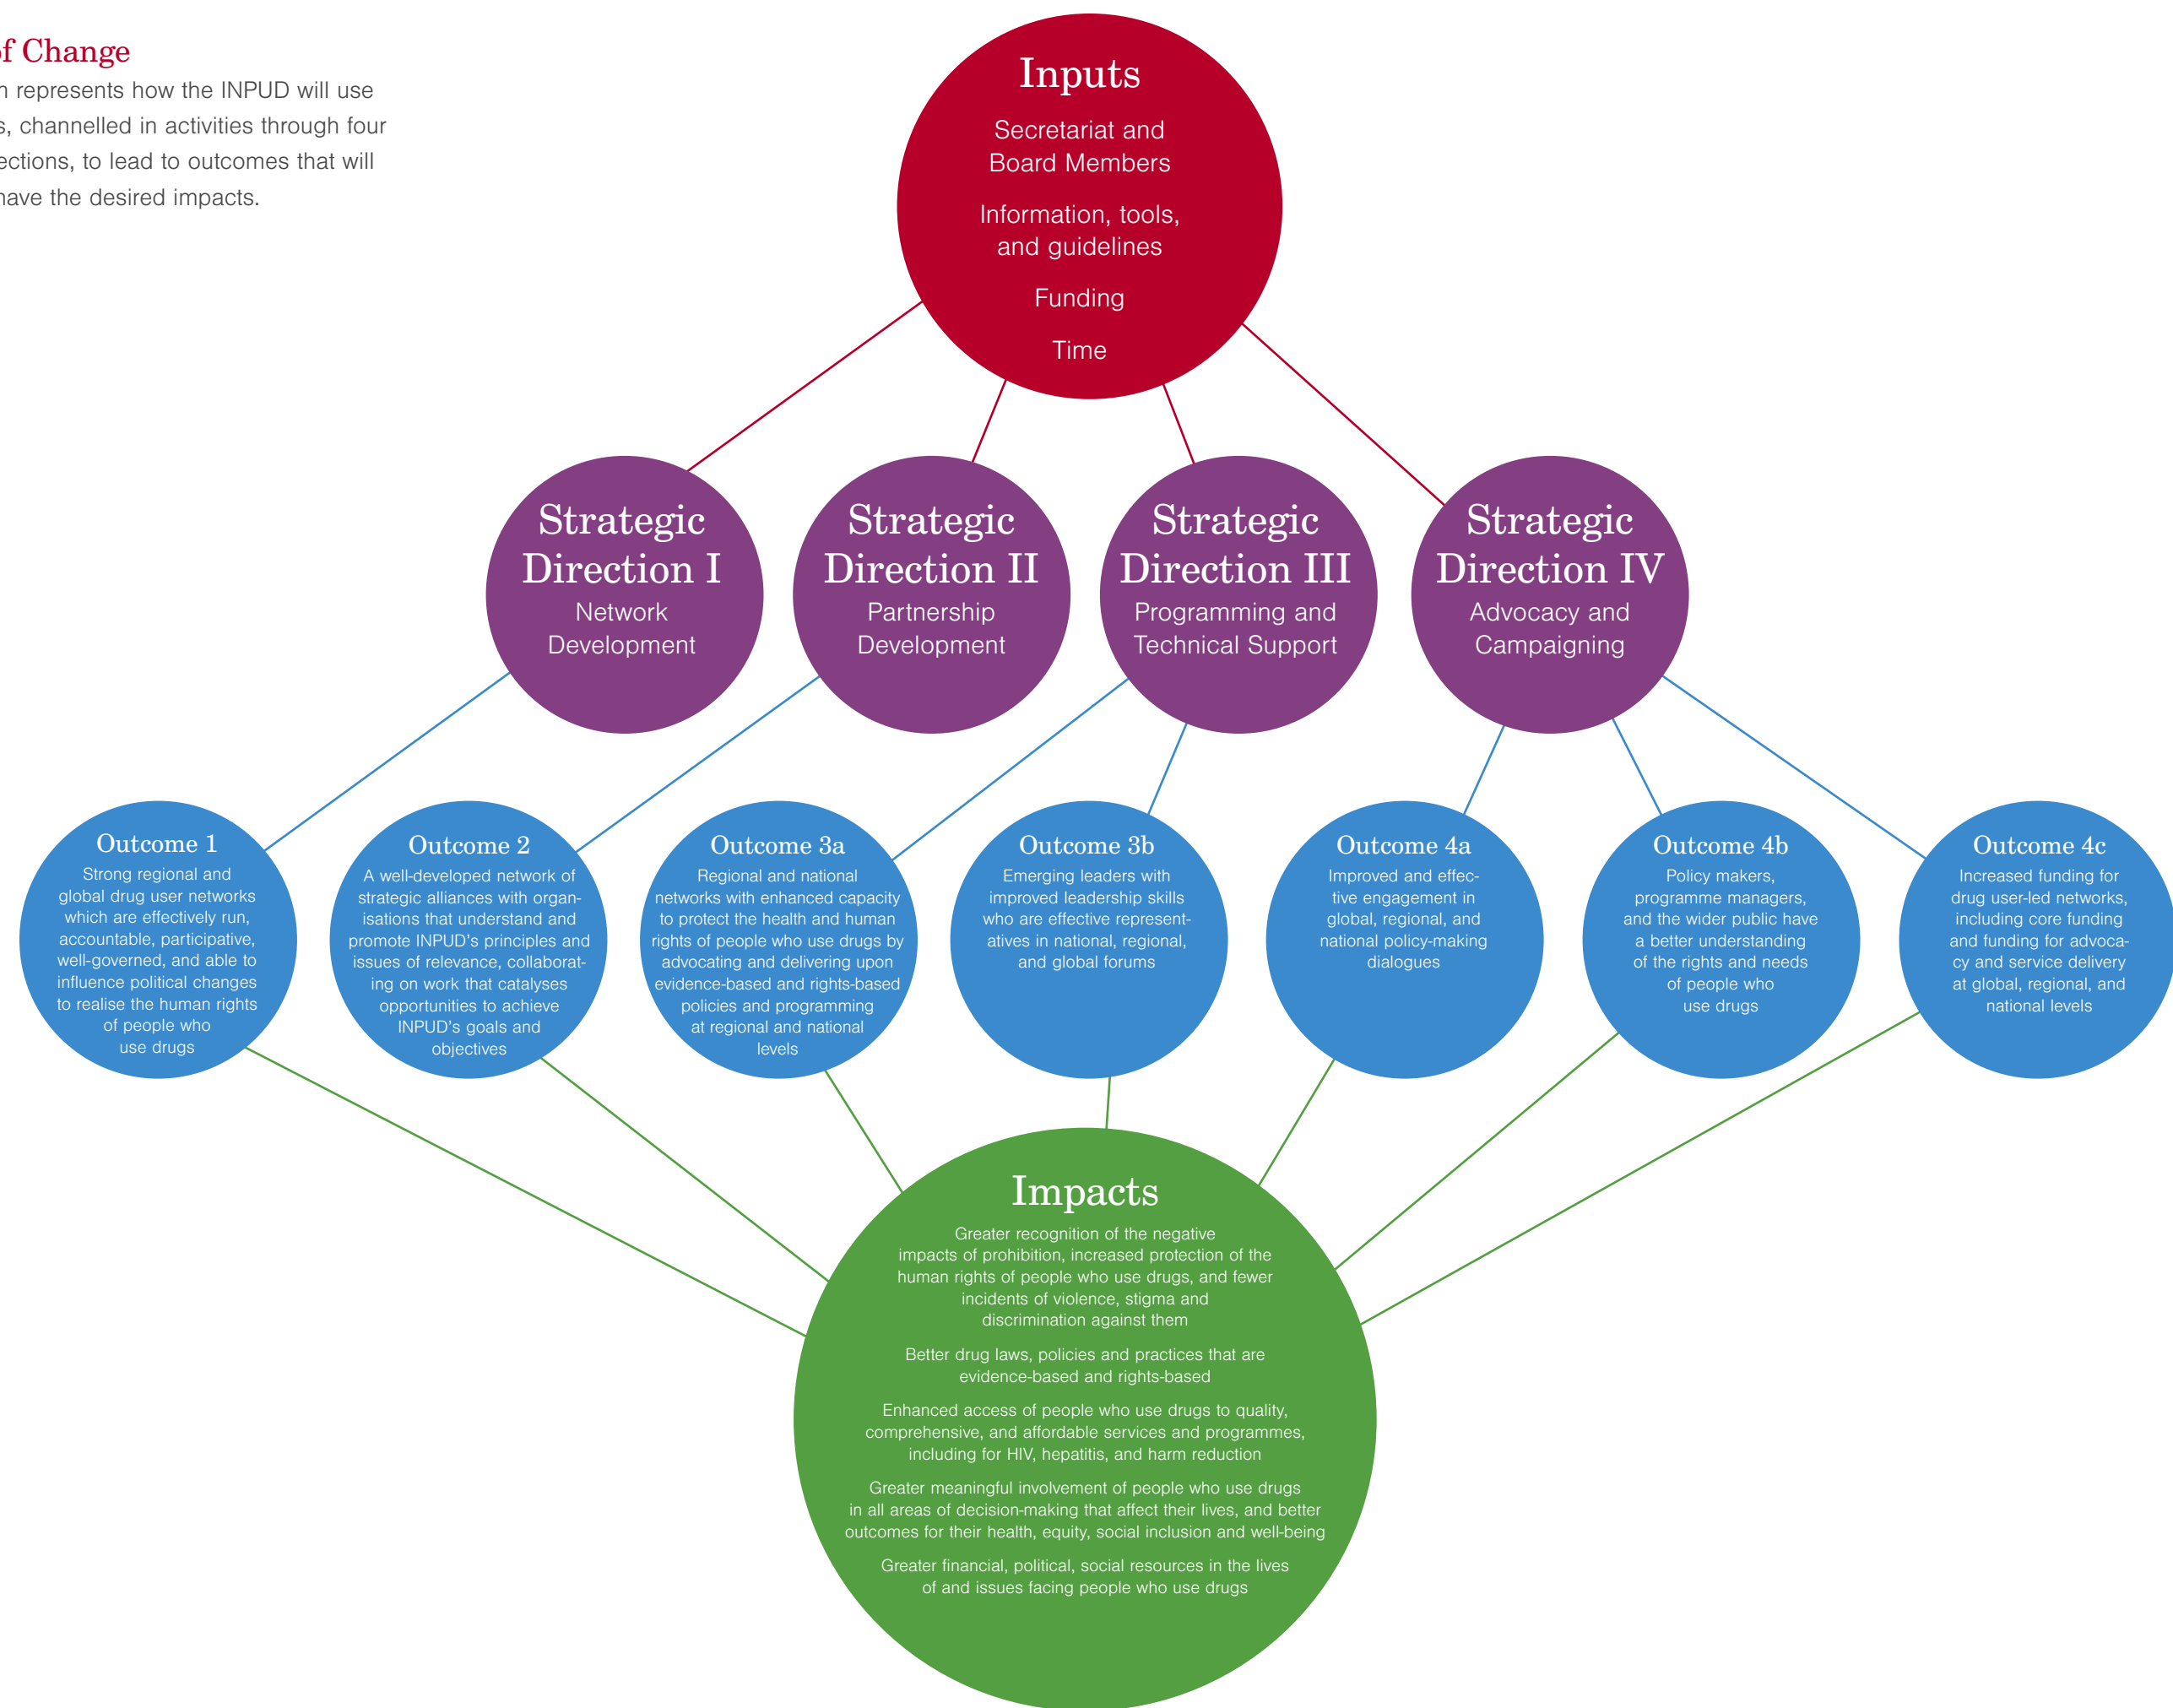 of Change
represents how the INPUD will use
channelled in activities through four
to lead to outcomes that will
have the desired impacts.
Inputs
Secretariat and
Board Members
Information, tools,
and guidelines
Funding
Time
Strategic
Direction I
Network
Development
Strategic
Direction II
Partnership
Development
Strategic
Direction III
Programming and
Technical Support
Strategic
Direction IV
Advocacy and
Campaigning
Outcome 1
Strong regional and
global drug user networks
which are effectively run,
accountable, participative,
well-governed, and able to
influence political changes
to realise the human rights
of people who
use drugs
Outcome 2
A well-developed network of
strategic alliances with organ-
isations that understand and
promote INPUD's principles and
issues of relevance, collaborat-
ing on work that catalyses
opportunities to achieve
INPUD's goals and
objectives
Outcome 3a
Regional and national
networks with enhanced capacity
to protect the health and human
rights of people who use drugs by
advocating and delivering upon
evidence-based and rights-based
policies and programming
at regional and national
levels
Outcome 3b
Emerging leaders with
improved leadership skills
who are effective represent-
atives in national, regional,
and global forums
Outcome 4a
Improved and effec-
tive engagement in
global, regional, and
national policy-making
dialogues
Outcome 4b
Policy makers,
programme managers,
and the wider public have
a better understanding
of the rights and needs
of people who
use drugs
Outcome 4c
Increased funding for
drug user-led networks,
including core funding
and funding for advoca-
cy and service delivery
at global, regional, and
national levels
Impacts
Greater recognition of the negative
impacts of prohibition, increased protection of the
human rights of people who use drugs, and fewer
incidents of violence, stigma and
discrimination against them
Better drug laws, policies and practices that are
evidence-based and rights-based
Enhanced access of people who use drugs to quality,
comprehensive, and affordable services and programmes,
including for HIV, hepatitis, and harm reduction
Greater meaningful involvement of people who use drugs
in all areas of decision-making that affect their lives, and better
outcomes for their health, equity, social inclusion and well-being
Greater financial, political, social resources in the lives
of and issues facing people who use drugs